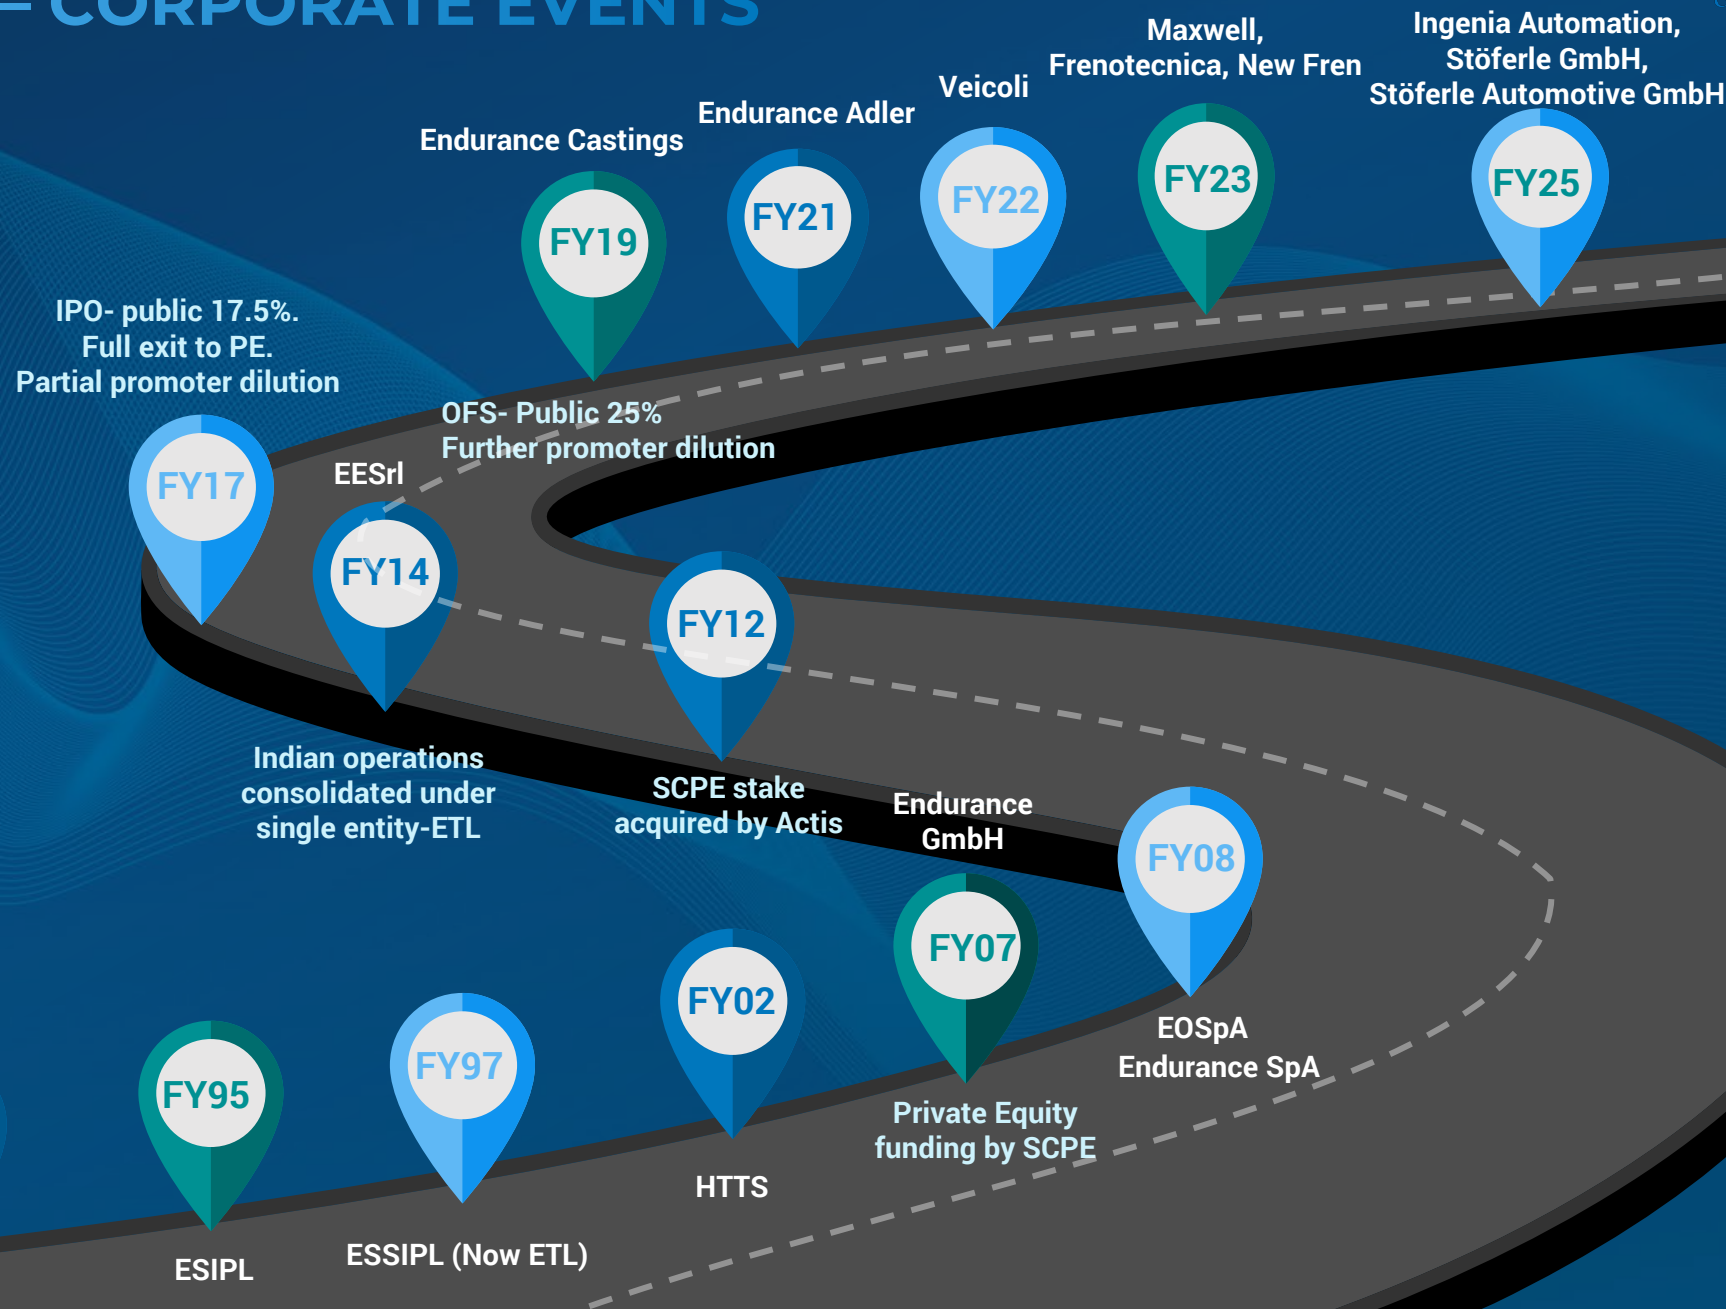 CORPORATE EVENTS
Maxwell,
Frenotecnica, New Fren
Ingenia Automation,
Stöferle GmbH,
Stöferle Automotive GmbH
Veicoli
Endurance Adler
Endurance Castings
FY19
FY21
FY22
FY23
FY25
IPO- public 17.5%.
Full exit to PE.
Partial promoter dilution
FY17
OFS- Public 25%
Further promoter dilution
EESrl
FY14
Indian operations
consolidated under
single entity-ETL
FY12
SCPE stake
acquired by Actis
Endurance
GmbH
FY07
Private Equity
funding by SCPE
FY08
EOSpA
Endurance SpA
FY02
HTTS
FY97
ESSIPL (Now ETL)
FY95
ESIPL